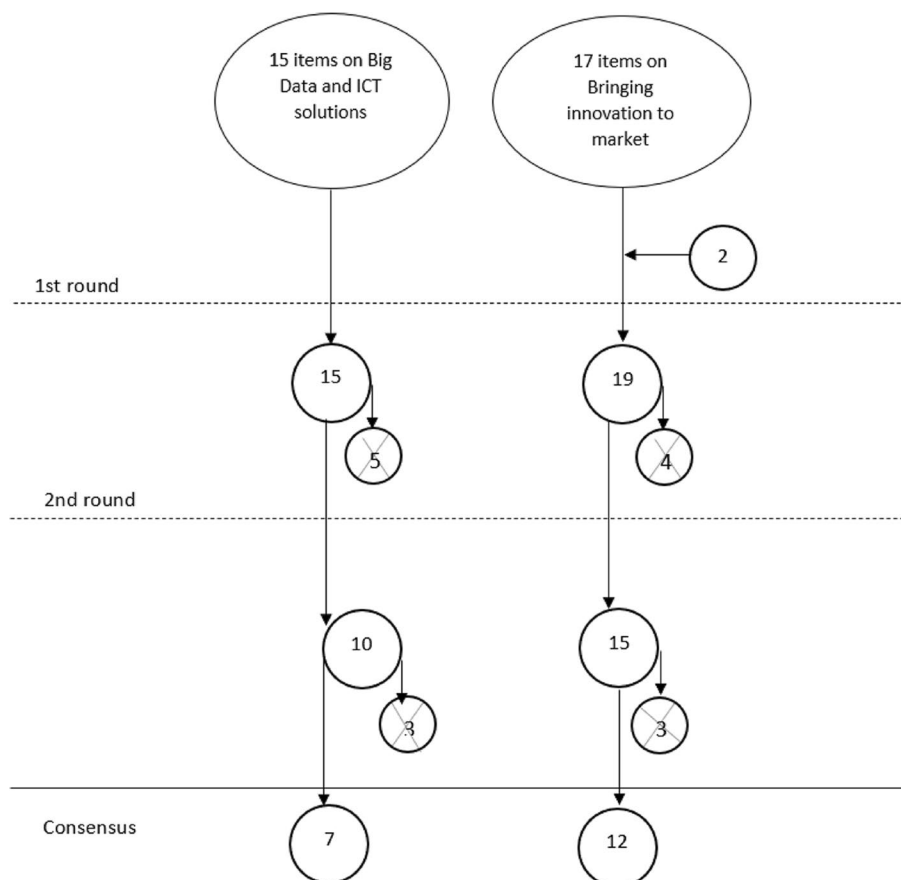 15 items on Big
Data and ICT
solutions
17 items on
Bringing
innovation to
market
2
1st round
15
19
5
4
2nd round
10
15
3
3
Consensus
7
12